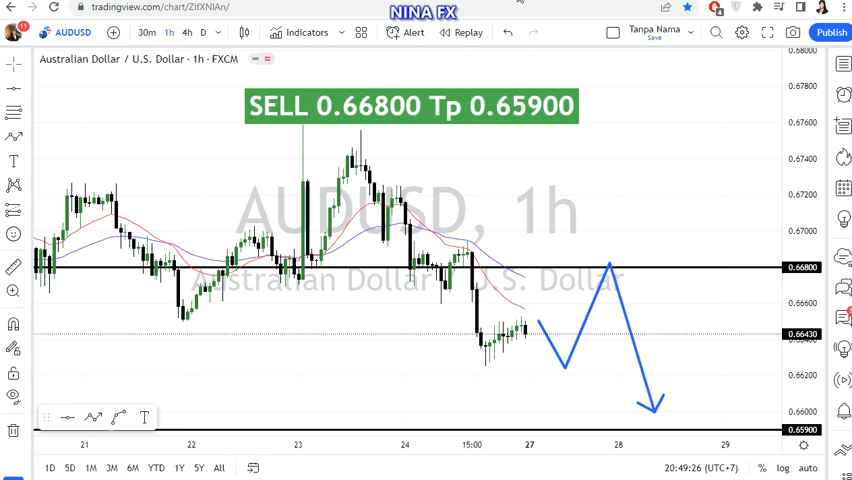 tradingview.com/chart/ZIfXNIAn/
NINA FX
11
AUDUSD
30m 1h 4h D
Indicators
Alert
Replay
Tanpa Nama
Save
Publish
Australian Dollar / U.S. Dollar · 1h · FXCM
SELL 0.66800 Tp 0.65900
AUDUSD, 1h
Australian Dollar / U.S. Dollar
0.68000
0.67800
0.67600
0.67400
0.67200
0.67000
0.66800
0.66600
0.66430
0.66200
0.66000
0.65900
21 22 23 24 15:00 27 28 29
1D 5D 1M 3M 6M YTD 1Y 5Y All
20:49:26 (UTC+7)
% log auto